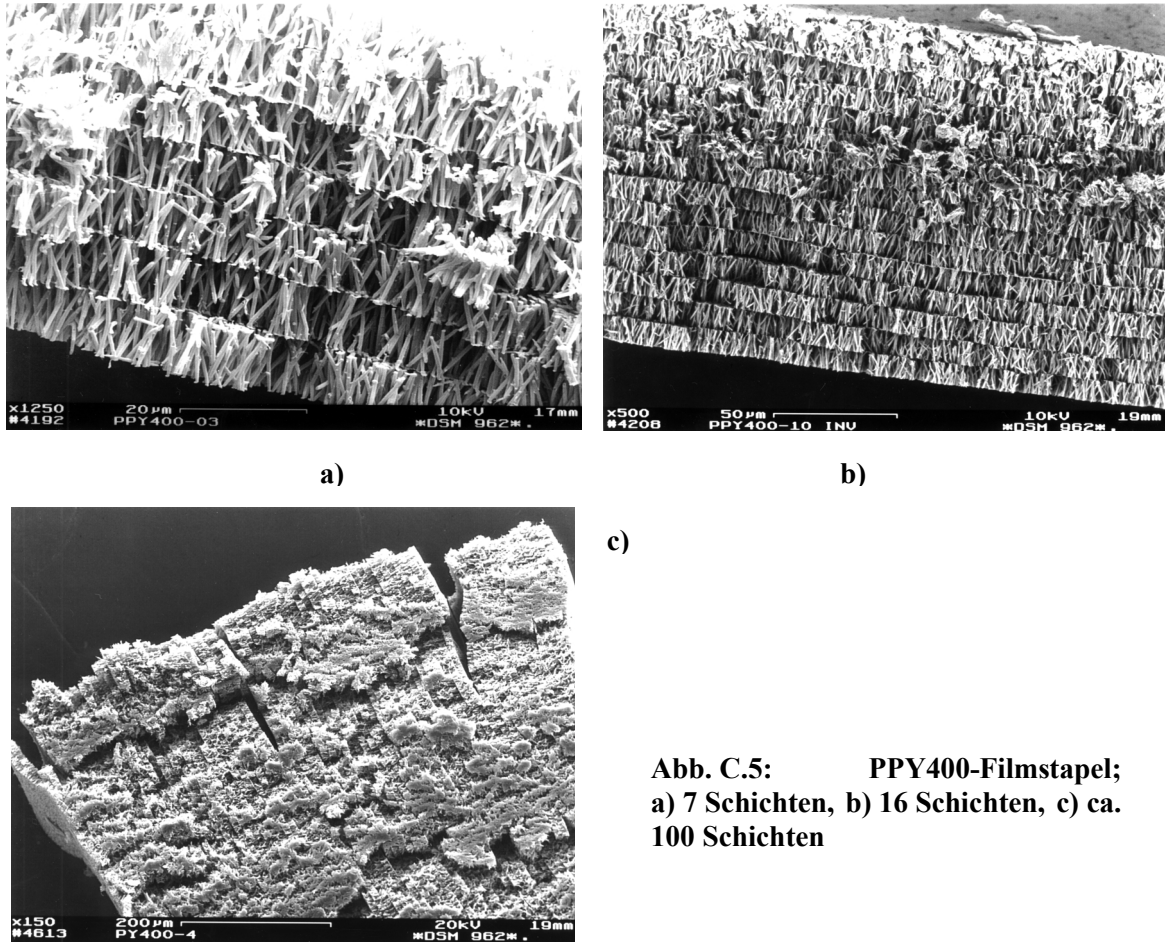 x1250 20µm 10kV 17mm
#4192 PPY400-03 *DSM 962*.
x500 50µm 10kV 19mm
#4208 PPY400-10 INV *DSM 962*.
a)
b)
c)
x150 200µm 20kV 19mm
#4613 PY400-4 *DSM 962*.
Abb. C.5: PPY400-Filmstapel;
a) 7 Schichten, b) 16 Schichten, c) ca.
100 Schichten